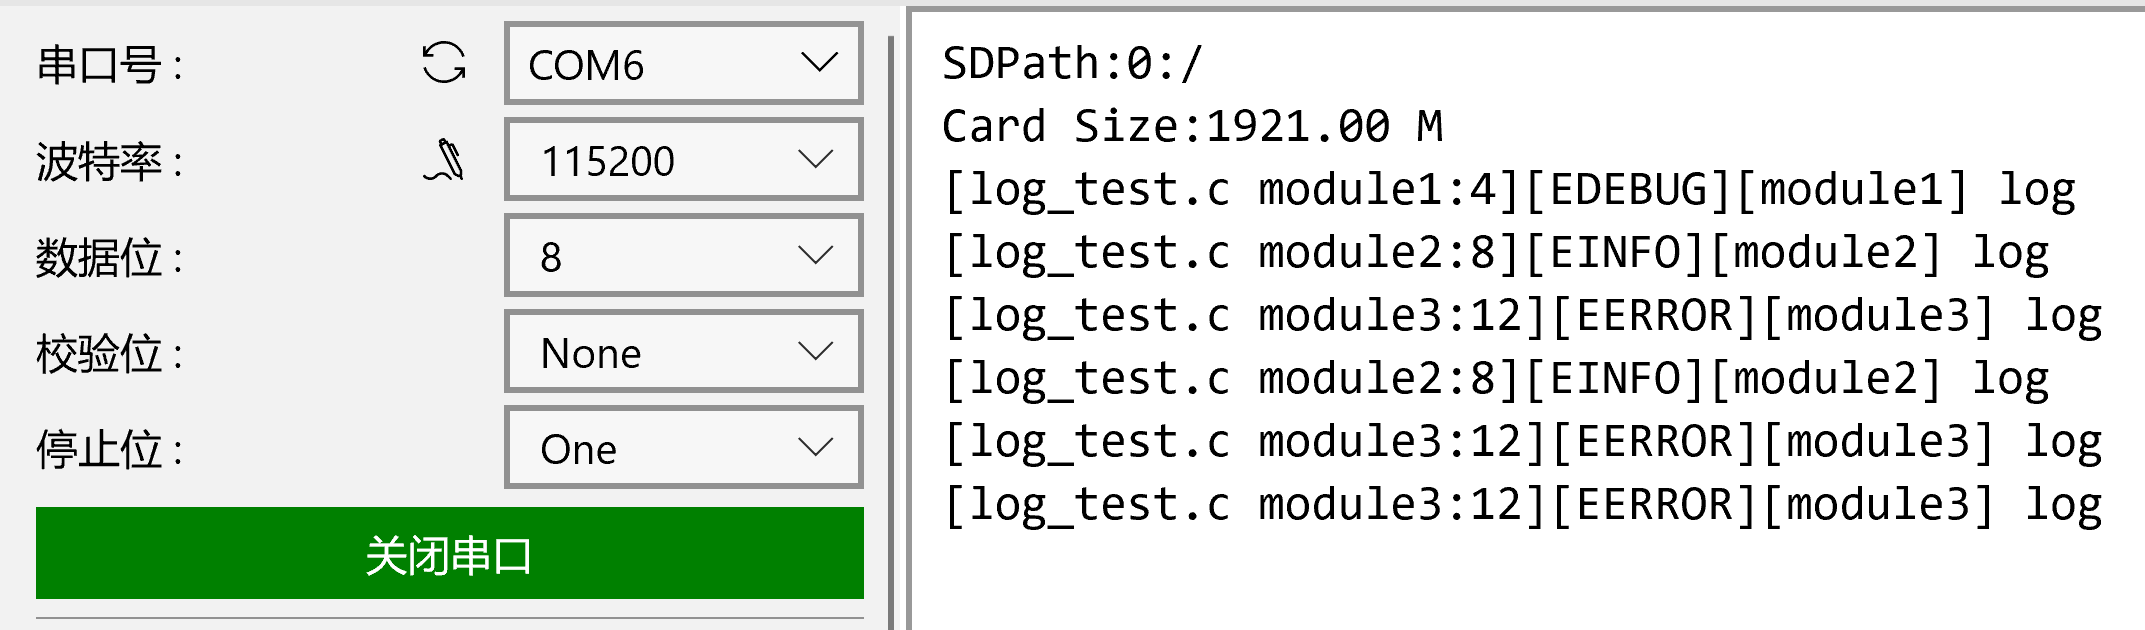 串口号：
COM6
波特率：
115200
数据位：
8
校验位：
None
停止位：
One
关闭串口
SDPath:0:/
Card Size:1921.00 M
[log_test.c module1:4][EDEBUG][module1] log
[log_test.c module2:8][EINFO][module2] log
[log_test.c module3:12][EERROR][module3] log
[log_test.c module2:8][EINFO][module2] log
[log_test.c module3:12][EERROR][module3] log
[log_test.c module3:12][EERROR][module3] log